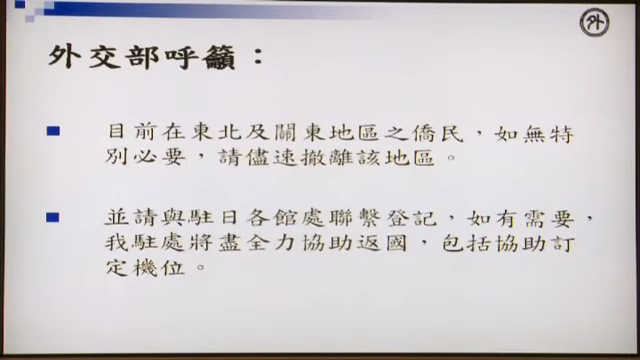 外
外交部呼籲：
目前在東北及關東地區之僑民，如無特
別必要，請儘速撤離該地區。
並請與駐日各館處聯繫登記，如有需要，
我駐處將盡全力協助返國，包括協助訂
定機位。